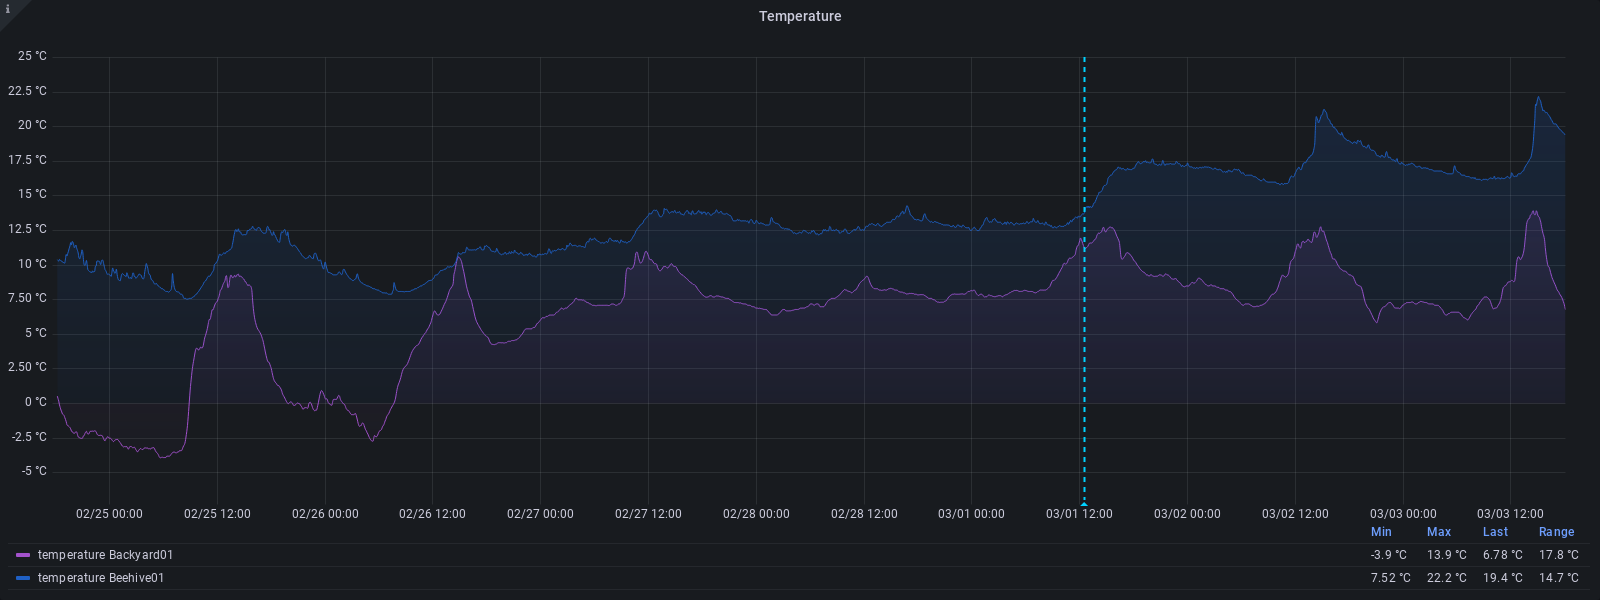 i
Temperature
25 °C
22.5 °C
20 °C
17.5 °C
15 °C
12.5 °C
10 °C
7.50 °C
5 °C
2.50 °C
0 °C
-2.5 °C
-5 °C
02/25 00:00 02/25 12:00 02/26 00:00 02/26 12:00 02/27 00:00 02/27 12:00 02/28 00:00 02/28 12:00 03/01 00:00 03/01 12:00 03/02 00:00 03/02 12:00 03/03 00:00 03/03 12:00
Min Max Last Range
temperature Backyard01 -3.9 °C 13.9 °C 6.78 °C 17.8 °C
temperature Beehive01 7.52 °C 22.2 °C 19.4 °C 14.7 °C